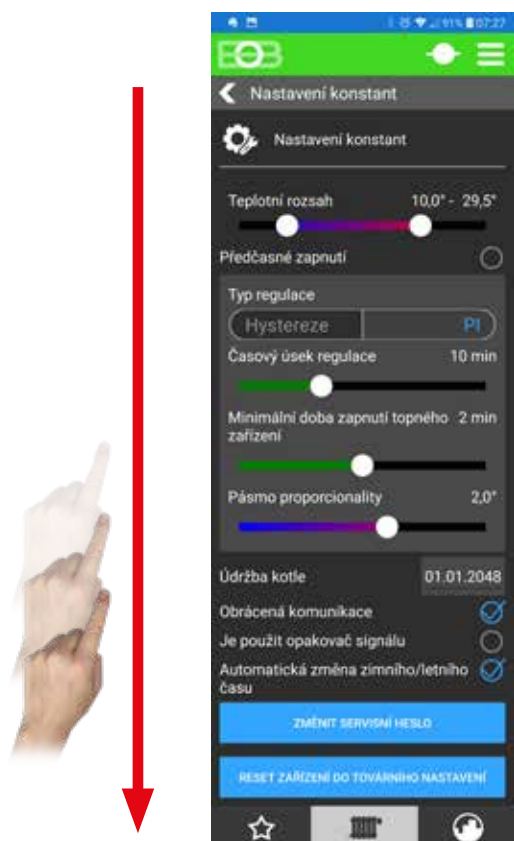 91% 07:27
EOB
Nastavení konstant
Nastavení konstant
Teplotní rozsah 10,0° - 29,5°
Předčasné zapnutí
Typ regulace
Hystereze PI
Časový úsek regulace 10 min
Minimální doba zapnutí topného 2 min
zařízení
Pásmo proporcionality 2,0°
Údržba kotle 01.01.2048
Obrácená komunikace
Je použit opakovač signálu
Automatická změna zimního/letního
času
ZMĚNIT SERVISNÍ HESLO
RESET ZAŘÍZENÍ DO TOVÁRNÍHO NASTAVENÍ